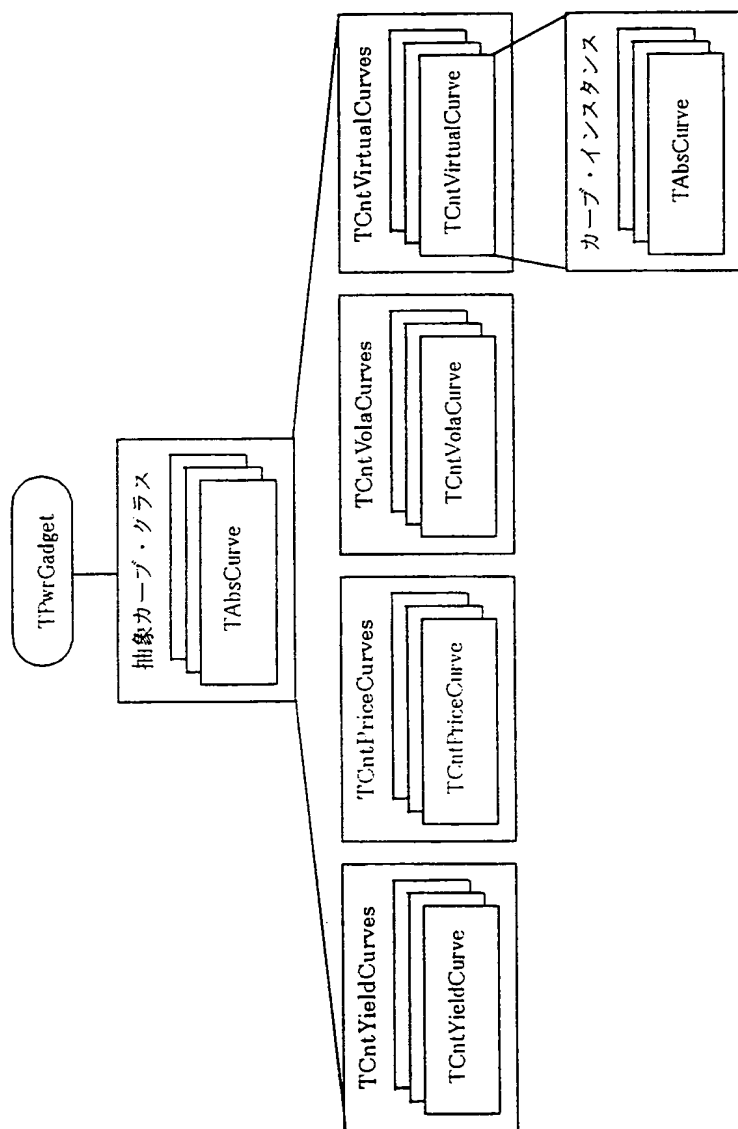 TPwrGadget
抽象カーブ・グラス
TAbsCurve
TCntYieldCurves
TCntYieldCurve
TCntPriceCurves
TCntPriceCurve
TCntVolaCurves
TCntVolaCurve
TCntVirtualCurves
TCntVirtualCurve
カーブ・インスタンス
TAbsCurve